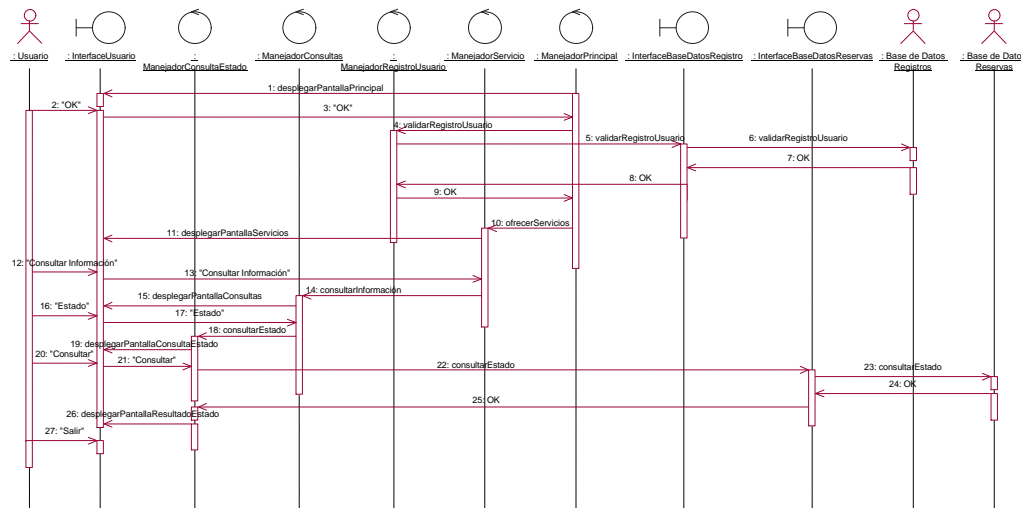 : Usuario
: InterfaceUsuario
:
ManejadorConsultaEstado
: ManejadorConsultas
:
ManejadorRegistroUsuario
: ManejadorServicio
: ManejadorPrincipal
: InterfaceBaseDatosRegistro
: InterfaceBaseDatosReservas
: Base de Datos
Registros
: Base de Dato
Reservas
1: desplegarPantallaPrincipal
2: "OK"
3: "OK"
4: validarRegistroUsuario
5: validarRegistroUsuario
6: validarRegistroUsuario
7: OK
8: OK
9: OK
10: ofrecerServicios
11: desplegarPantallaServicios
12: "Consultar Información"
13: "Consultar Información"
14: consultarInformación
15: desplegarPantallaConsultas
16: "Estado"
17: "Estado"
18: consultarEstado
19: desplegarPantallaConsultaEstado
20: "Consultar"
21: "Consultar"
22: consultarEstado
23: consultarEstado
24: OK
25: OK
26: desplegarPantallaResultadoEstado
27: "Salir"